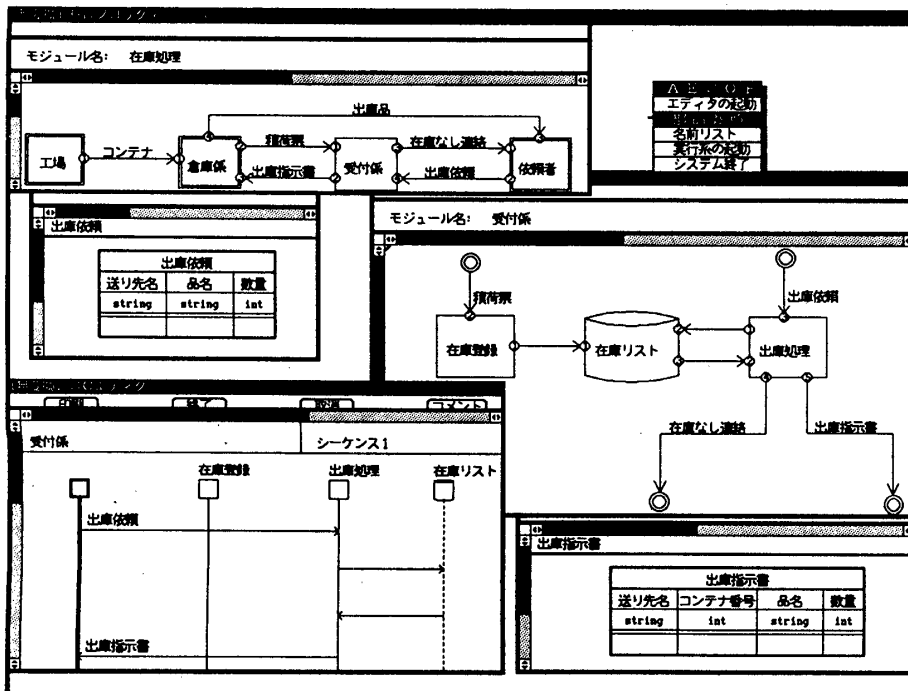 モジュール名: 在庫処理
出庫品
工場
コンテナ
倉庫係
積荷票
出庫指示書
受付係
在庫なし連絡
出庫依頼
依頼者
エディタの起動
名前リスト
実行系の起動
システム終了
出庫依頼
出庫依頼
送り先名 品名 数量
string string int
モジュール名: 受付係
積荷票
出庫依頼
在庫登録
在庫リスト
出庫処理
在庫なし連絡
出庫指示書
コメント
受付係 シーケンス1
在庫登録 出庫処理 在庫リスト
出庫依頼
出庫指示書
出庫指示書
出庫指示書
送り先名 コンテナ番号 品名 数量
string int string int